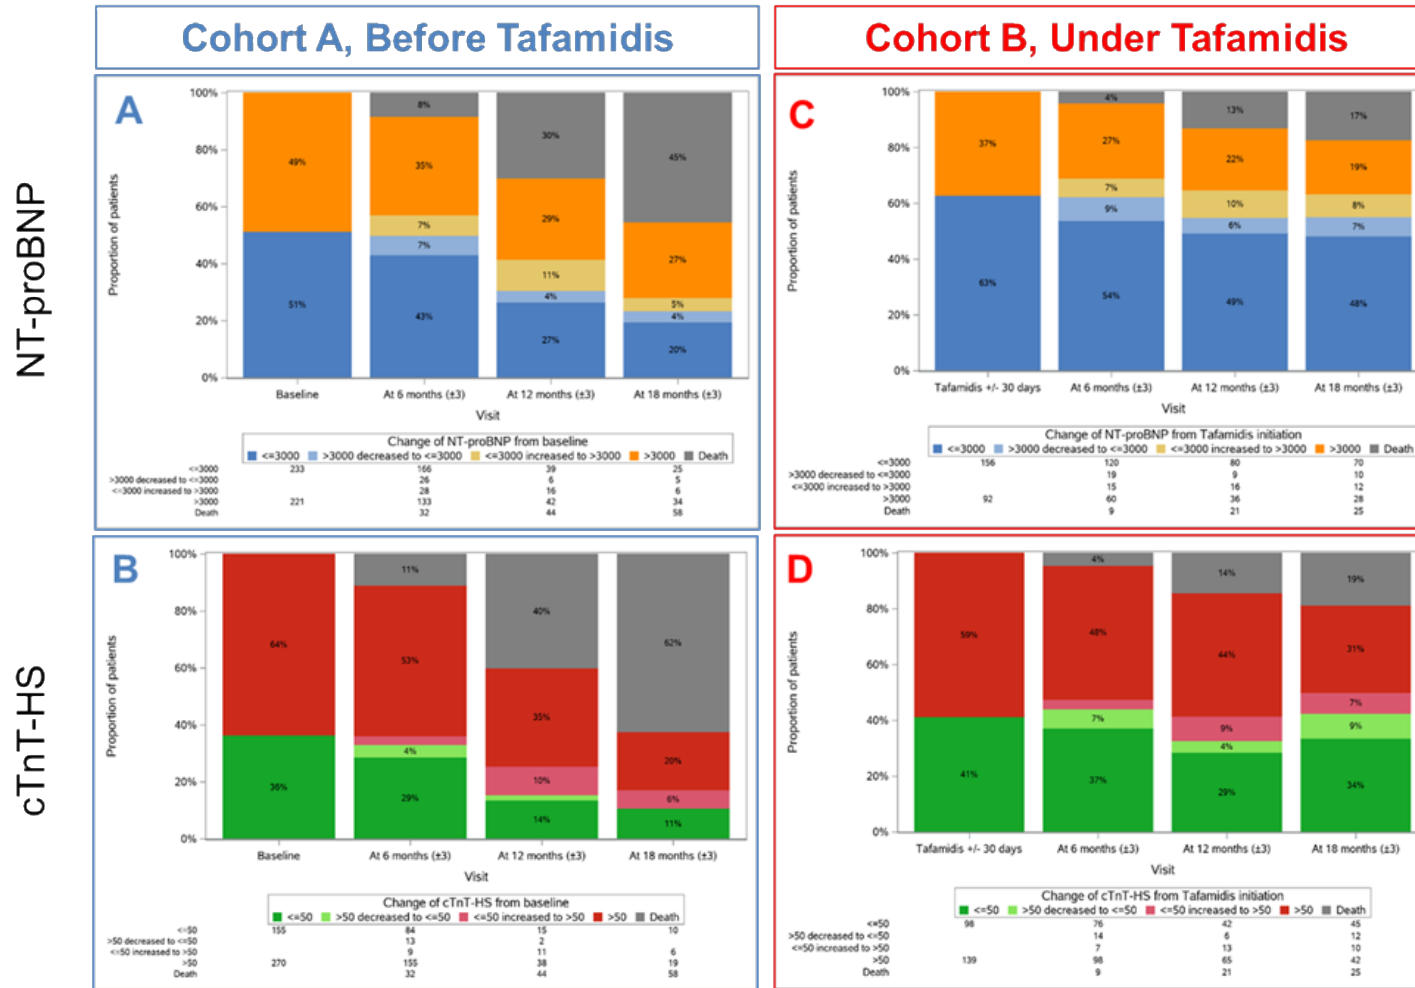 Cohort A, Before Tafamidis
Cohort B, Under Tafamidis
NT-proBNP
cTnT-HS
A
Proportion of patients
100%
80%
60%
40%
20%
0%
49%
51%
8%
35%
7%
7%
43%
30%
29%
11%
4%
27%
45%
27%
5%
4%
20%
Baseline
At 6 months (±3)
At 12 months (±3)
At 18 months (±3)
Visit
Change of NT-proBNP from baseline
<=3000 >3000 decreased to <=3000 <=3000 increased to >3000 >3000 Death
<=3000 233 166 39 25
>3000 decreased to <=3000 26 6 5
<=3000 increased to >3000 28 16 6
>3000 221 133 42 34
Death 32 44 58
C
Proportion of patients
100%
80%
60%
40%
20%
0%
37%
63%
4%
27%
7%
9%
54%
13%
22%
10%
6%
49%
17%
19%
8%
7%
48%
Tafamidis +/- 30 days
At 6 months (±3)
At 12 months (±3)
At 18 months (±3)
Visit
Change of NT-proBNP from Tafamidis initiation
<=3000 >3000 decreased to <=3000 <=3000 increased to >3000 >3000 Death
<=3000 156 120 80 70
>3000 decreased to <=3000 19 9 10
<=3000 increased to >3000 15 16 12
>3000 92 60 36 28
Death 9 21 25
B
Proportion of patients
100%
80%
60%
40%
20%
0%
64%
36%
11%
53%
4%
29%
40%
35%
10%
14%
62%
20%
6%
11%
Baseline
At 6 months (±3)
At 12 months (±3)
At 18 months (±3)
Visit
Change of cTnT-HS from baseline
<=50 >50 decreased to <=50 <=50 increased to >50 >50 Death
<=50 155 84 15 10
>50 decreased to <=50 13 2
<=50 increased to >50 9 11 6
>50 270 155 38 19
Death 32 44 58
D
Proportion of patients
100%
80%
60%
40%
20%
0%
59%
41%
4%
48%
7%
37%
14%
44%
9%
4%
29%
19%
31%
7%
9%
34%
Tafamidis +/- 30 days
At 6 months (±3)
At 12 months (±3)
At 18 months (±3)
Visit
Change of cTnT-HS from Tafamidis initiation
<=50 >50 decreased to <=50 <=50 increased to >50 >50 Death
<=50 98 76 42 45
>50 decreased to <=50 14 6 12
<=50 increased to >50 7 13 10
>50 139 98 65 42
Death 9 21 25